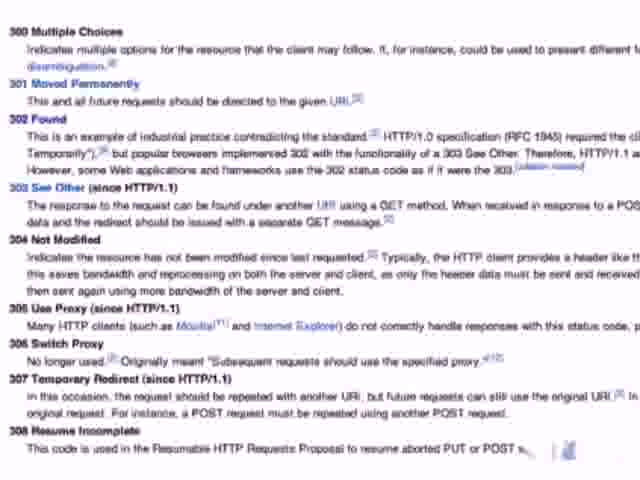 300 Multiple Choices
Indicates multiple options for the resource that the client may follow. It, for instance, could be used to present different
disambiguation.
301 Moved Permanently
This and all future requests should be directed to the given URI.
302 Found
This is an example of industrial practice contradicting the standard. HTTP/1.0 specification (RFC 1945) required the
Temporarily"), but popular browsers implemented 302 with the functionality of a 303 See Other. Therefore, HTTP/1.1
However, some Web applications and frameworks use the 302 status code as if it were the 303.
303 See Other (since HTTP/1.1)
The response to the request can be found under another URI using a GET method. When received in response to a
data and the redirect should be issued with a separate GET message.
304 Not Modified
Indicates the resource has not been modified since last requested. Typically, the HTTP client provides a header like
this saves bandwidth and reprocessing on both the server and client, as only the header data must be sent and received
then sent again using more bandwidth of the server and client.
305 Use Proxy (since HTTP/1.1)
Many HTTP clients (such as Mozilla[11] and Internet Explorer) do not correctly handle responses with this status code,
306 Switch Proxy
No longer used. Originally meant "Subsequent requests should use the specified proxy."[12]
307 Temporary Redirect (since HTTP/1.1)
In this occasion, the request should be repeated with another URI, but future requests can still use the original URI. In
original request. For instance, a POST request must be repeated using another POST request.
308 Resume Incomplete
This code is used in the Resumable HTTP Requests Proposal to resume aborted PUT or POST